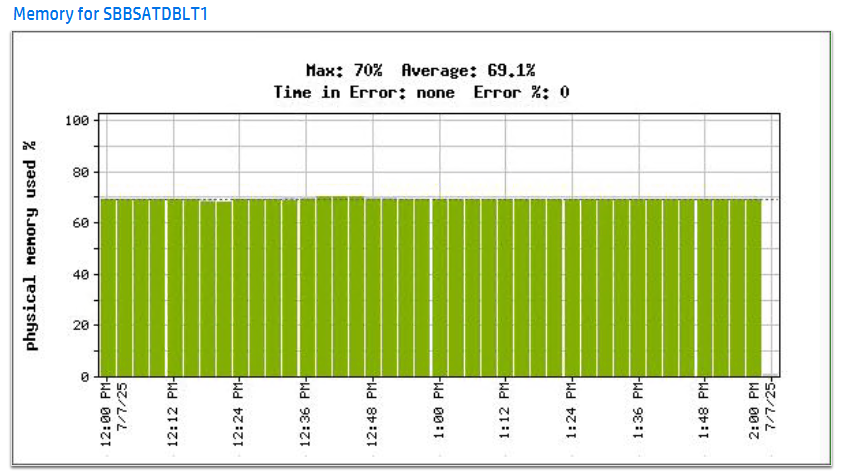 Memory for SBBSATDBLT1
Max: 70% Average: 69.1%
Time in Error: none Error %: 0
physical memory used %
100
80
60
40
20
0
12:00 PM
7/7/25
12:12 PM
12:24 PM
12:36 PM
12:48 PM
1:00 PM
1:12 PM
1:24 PM
1:36 PM
1:48 PM
2:00 PM
7/7/25